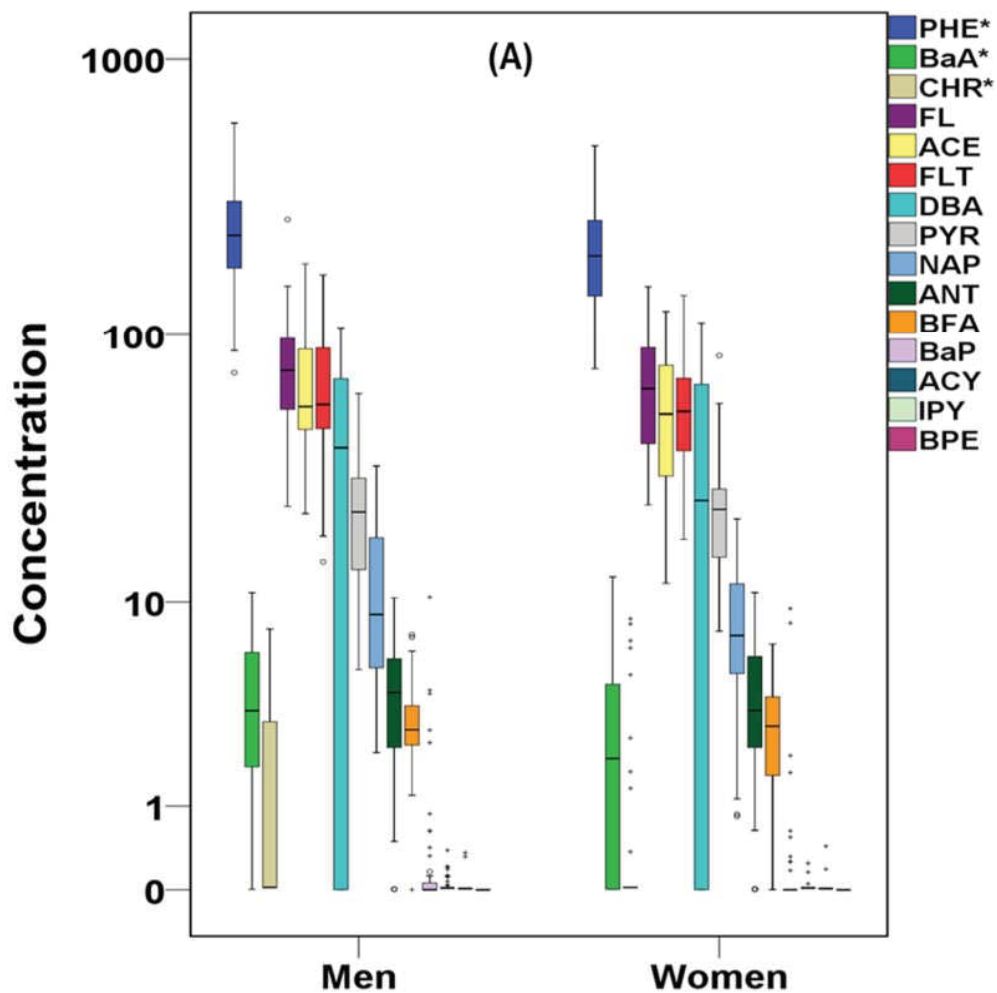 (A)
Concentration
1000
100
10
1
0
Men
Women
PHE*
BaA*
CHR*
FL
ACE
FLT
DBA
PYR
NAP
ANT
BFA
BaP
ACY
IPY
BPE